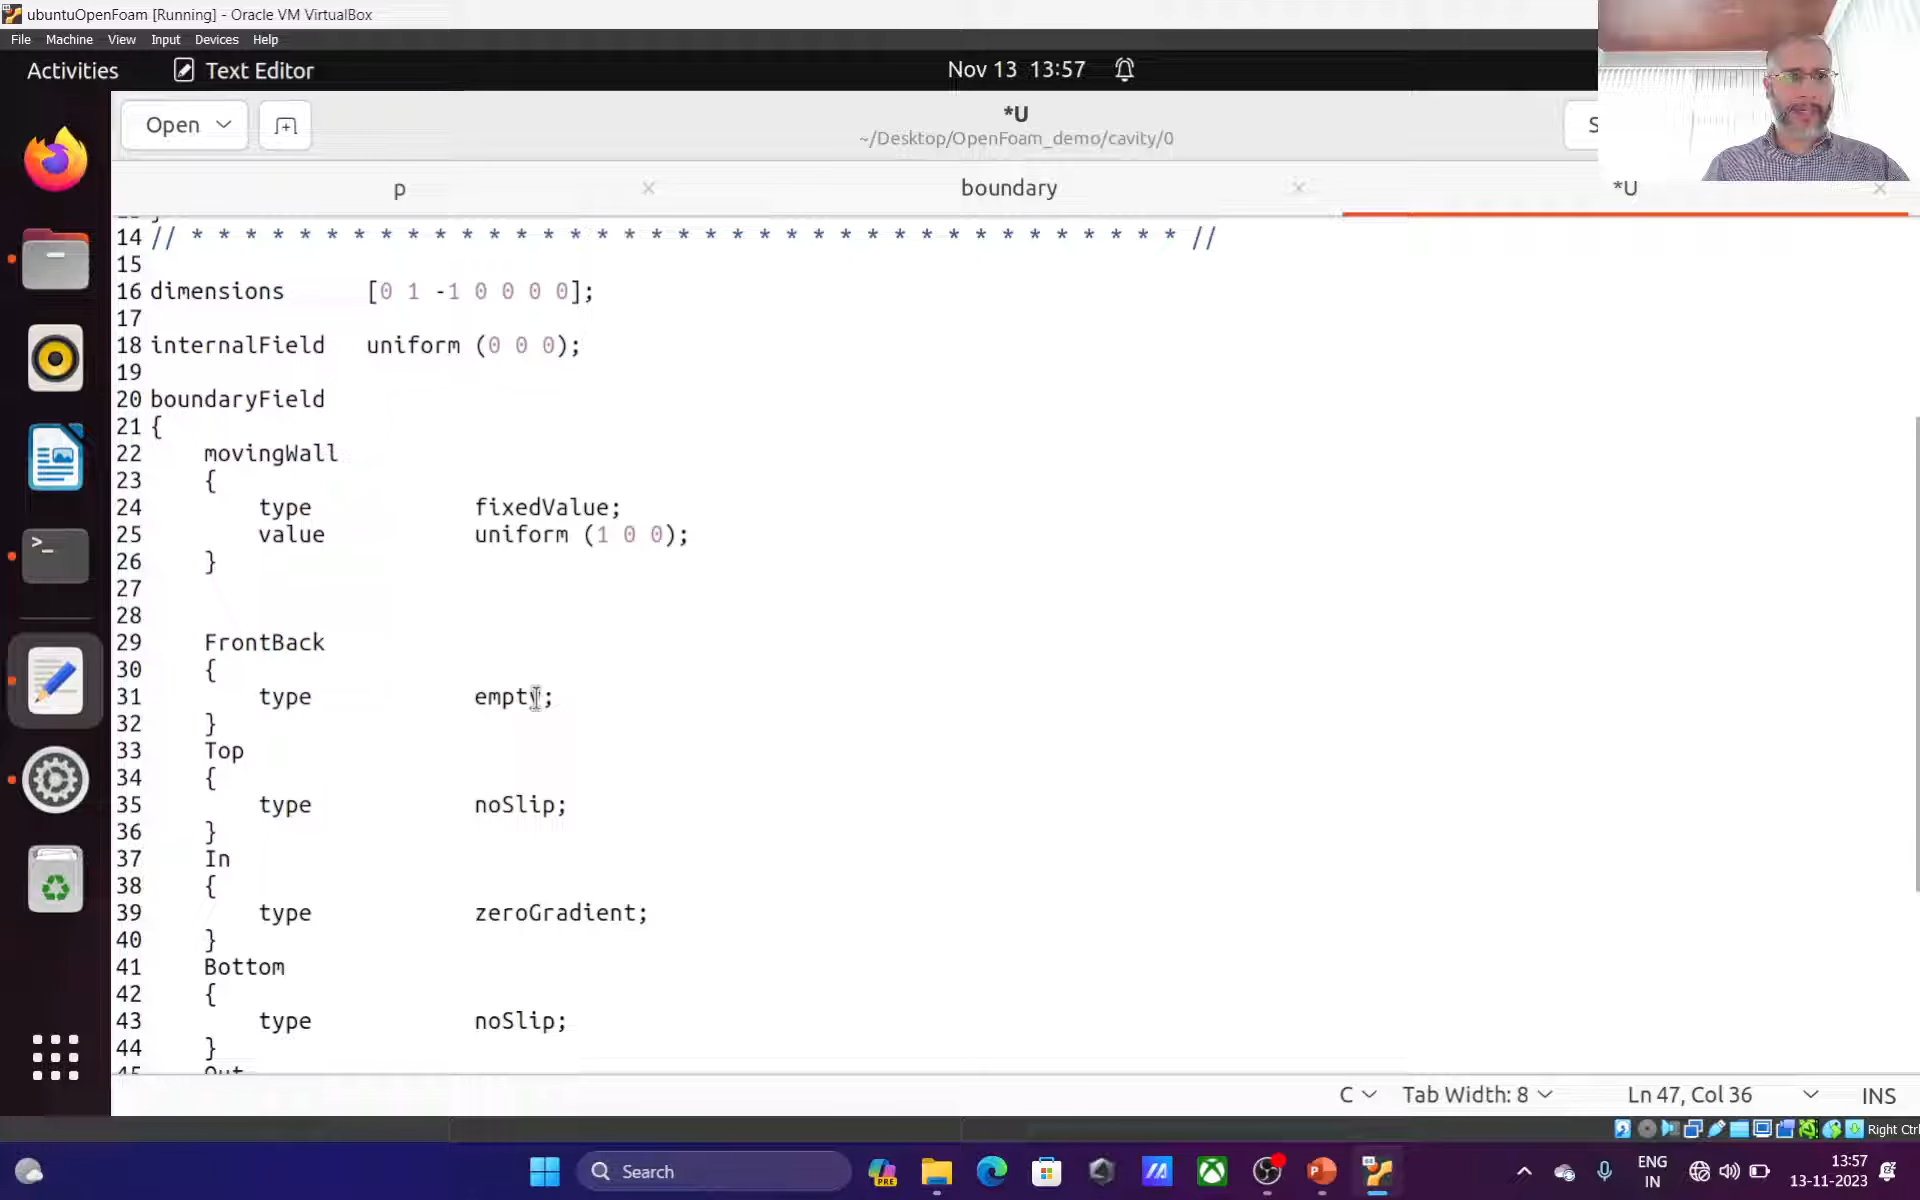 ubuntuOpenFoam [Running] - Oracle VM VirtualBox
File Machine View Input Devices Help
Activities Text Editor Nov 13 13:57
Open *U
~/Desktop/OpenFoam_demo/cavity/0
p × boundary × *U ×
14 // * * * * * * * * * * * * * * * * * * * * * * * * * * * * * * * * * * * * * //
15
16 dimensions [0 1 -1 0 0 0 0];
17
18 internalField uniform (0 0 0);
19
20 boundaryField
21 {
22 movingWall
23 {
24 type fixedValue;
25 value uniform (1 0 0);
26 }
27
28
29 FrontBack
30 {
31 type empty;
32 }
33 Top
34 {
35 type noSlip;
36 }
37 In
38 {
39 type zeroGradient;
40 }
41 Bottom
42 {
43 type noSlip;
44 }
45 Out
C Tab Width: 8 Ln 47, Col 36 INS
Right Ctrl
Search
PRE
ENG
IN
13:57
13-11-2023